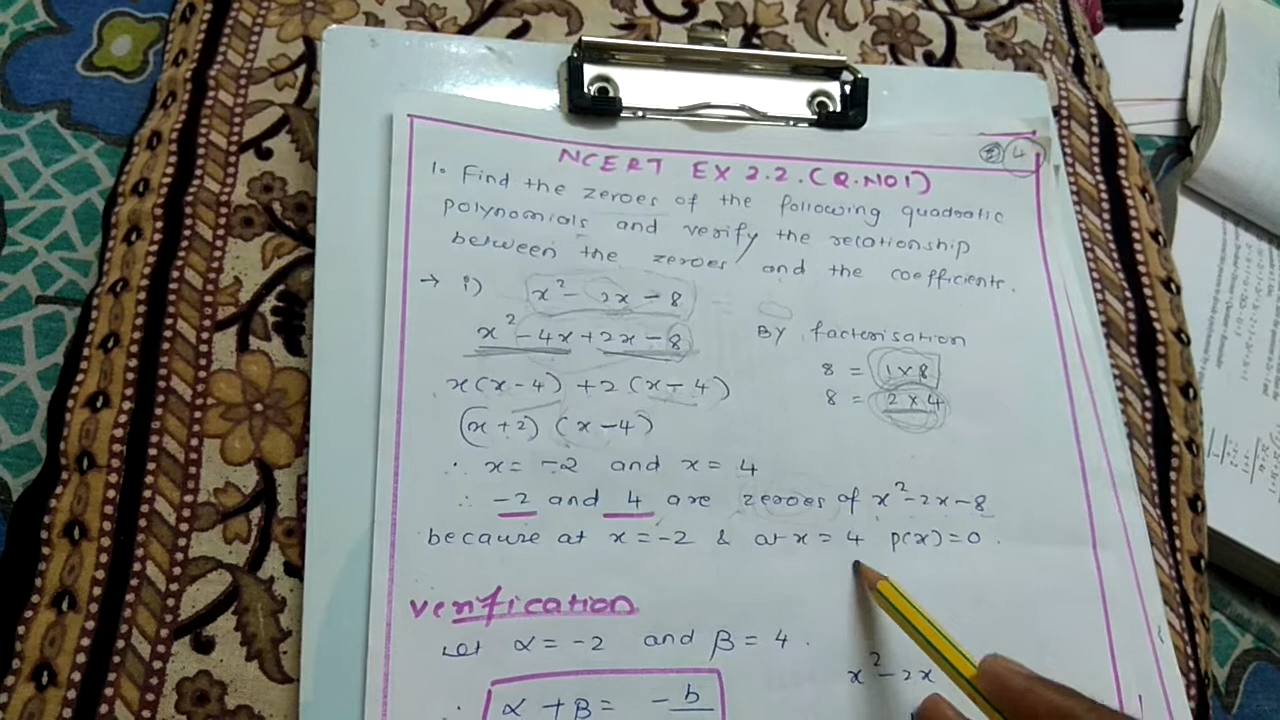 4
NCERT EX 2.2.(Q.NO1)
1. Find the zeroes of the following quadratic
polynomials and verify the relationship
between the zeroes and the coefficients.
→ i) x² - 2x - 8
x² - 4x + 2x - 8 By factorisation
x(x - 4) + 2(x - 4) 8 = 1 x 8
8 = 2 x 4
(x + 2) (x - 4)
∴ x = -2 and x = 4
∴ -2 and 4 are zeroes of x² - 2x - 8
because at x = -2 & at x = 4 p(x) = 0.
verification
Let α = -2 and β = 4.
x² - 2x
∴ α + β = - b